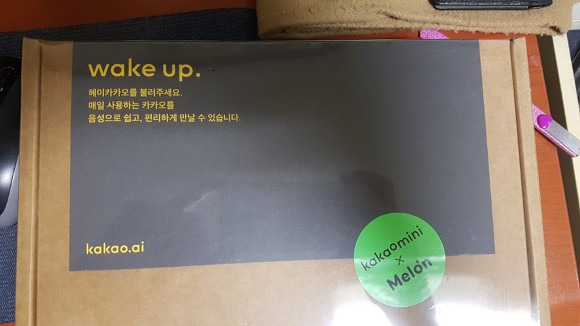 wake up.
헤이카카오를 불러주세요.
매일 사용하는 카카오를
음성으로 쉽고, 편리하게 만날 수 있습니다.
kakao.ai
kakaomini
×
Melon